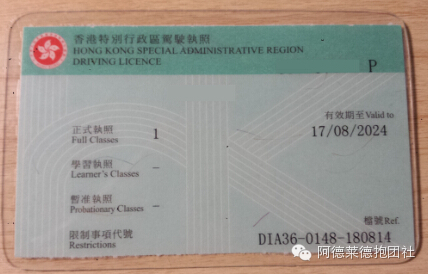 香港特別行政區駕駛執照
HONG KONG SPECIAL ADMINISTRATIVE REGION
DRIVING LICENCE
P
有效期至 Valid to
17/08/2024
正式執照 1
Full Classes
學習執照 –
Learner's Classes
暫准執照 –
Probationary Classes
限制事項代號
Restrictions
檔號 Ref.
DIA36-0148-180814
阿德莱德抱团社